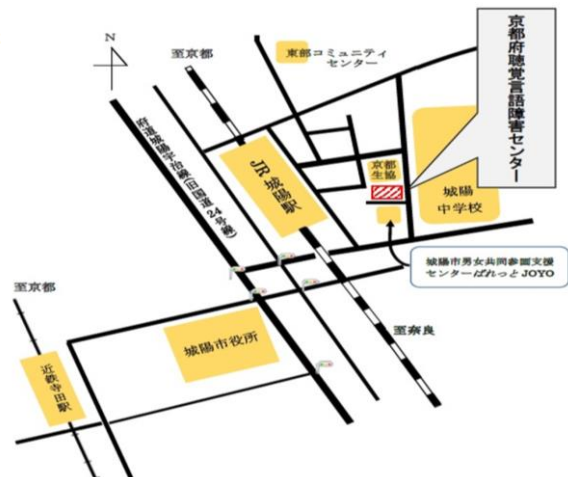 N
至京都
東部コミュニティ
センター
京都府聴覚言語障害センター
府道城陽宇治線(旧国道24号線)
JR城陽駅
京都
生協
城陽
中学校
城陽市男女共同参画支援
センターぱれっとJOYO
至京都
至奈良
城陽市役所
近鉄寺田駅